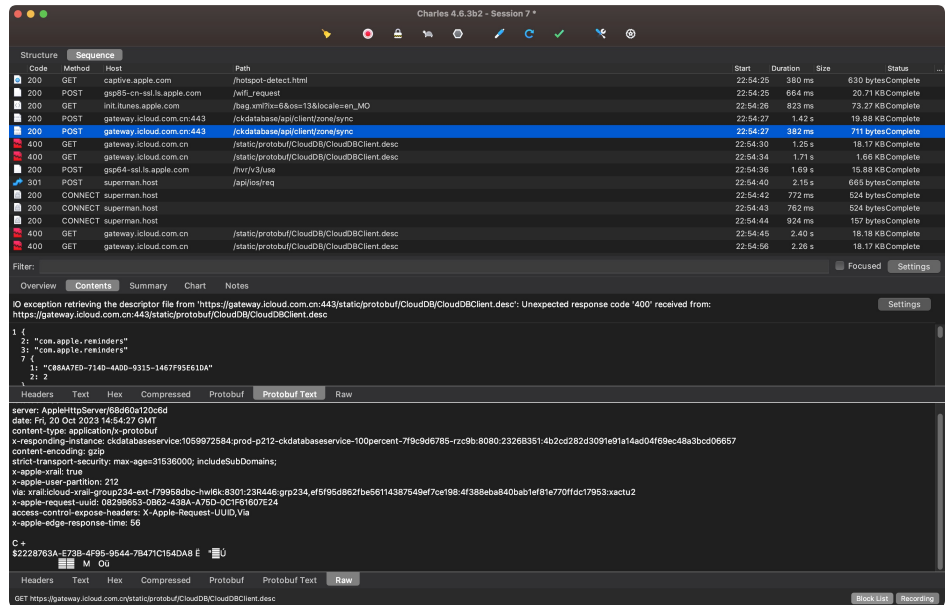 Charles 4.6.3b2 - Session 7 *
Structure Sequence
Code Method Host Path Start Duration Size Status ...
200 GET captive.apple.com /hotspot-detect.html 22:54:25 380 ms 630 bytes Complete
200 POST gsp85-cn-ssl.ls.apple.com /wifi_request 22:54:25 664 ms 20.71 KB Complete
200 GET init.itunes.apple.com /bag.xml?ix=6&os=13&locale=en_MO 22:54:26 823 ms 73.27 KB Complete
200 POST gateway.icloud.com.cn:443 /ckdatabase/api/client/zone/sync 22:54:27 1.42 s 19.88 KB Complete
200 POST gateway.icloud.com.cn:443 /ckdatabase/api/client/zone/sync 22:54:27 382 ms 711 bytes Complete
400 GET gateway.icloud.com.cn /static/protobuf/CloudDB/CloudDBClient.desc 22:54:30 1.25 s 18.17 KB Complete
400 GET gateway.icloud.com.cn /static/protobuf/CloudDB/CloudDBClient.desc 22:54:34 1.71 s 1.66 KB Complete
200 POST gsp64-ssl.ls.apple.com /hvr/v3/use 22:54:36 1.69 s 15.88 KB Complete
301 POST superman.host /api/ios/req 22:54:40 2.15 s 665 bytes Complete
200 CONNECT superman.host 22:54:42 772 ms 524 bytes Complete
200 CONNECT superman.host 22:54:43 762 ms 524 bytes Complete
200 CONNECT superman.host 22:54:44 924 ms 157 bytes Complete
400 GET gateway.icloud.com.cn /static/protobuf/CloudDB/CloudDBClient.desc 22:54:45 2.40 s 18.18 KB Complete
400 GET gateway.icloud.com.cn /static/protobuf/CloudDB/CloudDBClient.desc 22:54:56 2.26 s 18.17 KB Complete
Filter: Focused Settings
Overview Contents Summary Chart Notes
IO exception retrieving the descriptor file from 'https://gateway.icloud.com.cn:443/static/protobuf/CloudDB/CloudDBClient.desc': Unexpected response code '400' received from:
https://gateway.icloud.com.cn:443/static/protobuf/CloudDB/CloudDBClient.desc
Settings
1 {
2: "com.apple.reminders"
3: "com.apple.reminders"
7 {
1: "C08AA7ED-714D-4ADD-9315-1467F95E61DA"
2: 2
Headers Text Hex Compressed Protobuf Protobuf Text Raw
server: AppleHttpServer/68d60a120c6d
date: Fri, 20 Oct 2023 14:54:27 GMT
content-type: application/x-protobuf
x-responding-instance: ckdatabaseservice:1059972584:prod-p212-ckdatabaseservice-100percent-7f9c9d6785-rzc9b:8080:2326B351:4b2cd282d3091e91a14ad04f69ec48a3bcd06657
content-encoding: gzip
strict-transport-security: max-age=31536000; includeSubDomains;
x-apple-xrail: true
x-apple-user-partition: 212
via: xrail:icloud-xrail-group234-ext-f79958dbc-hwl6k:8301:23R446:grp234,ef5f95d862fbe56114387549ef7ce198:4f388eba840bab1ef81e770ffdc17953:xactu2
x-apple-request-uuid: 0829B653-0B62-438A-A75D-0C1F61607E24
access-control-expose-headers: X-Apple-Request-UUID,Via
x-apple-edge-response-time: 56
C +
$2228763A-E73B-4F95-9544-7B471C154DA8 Ë "Ú
M Oü
Headers Text Hex Compressed Protobuf Protobuf Text Raw
GET https://gateway.icloud.com.cn/static/protobuf/CloudDB/CloudDBClient.desc Block List Recording